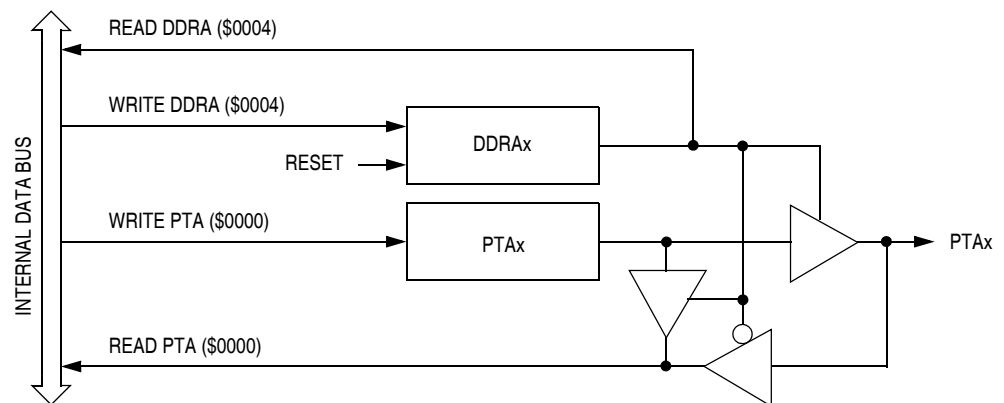 READ DDRA ($0004)
WRITE DDRA ($0004)
DDRAx
RESET
INTERNAL DATA BUS
WRITE PTA ($0000)
PTAx
PTAx
READ PTA ($0000)